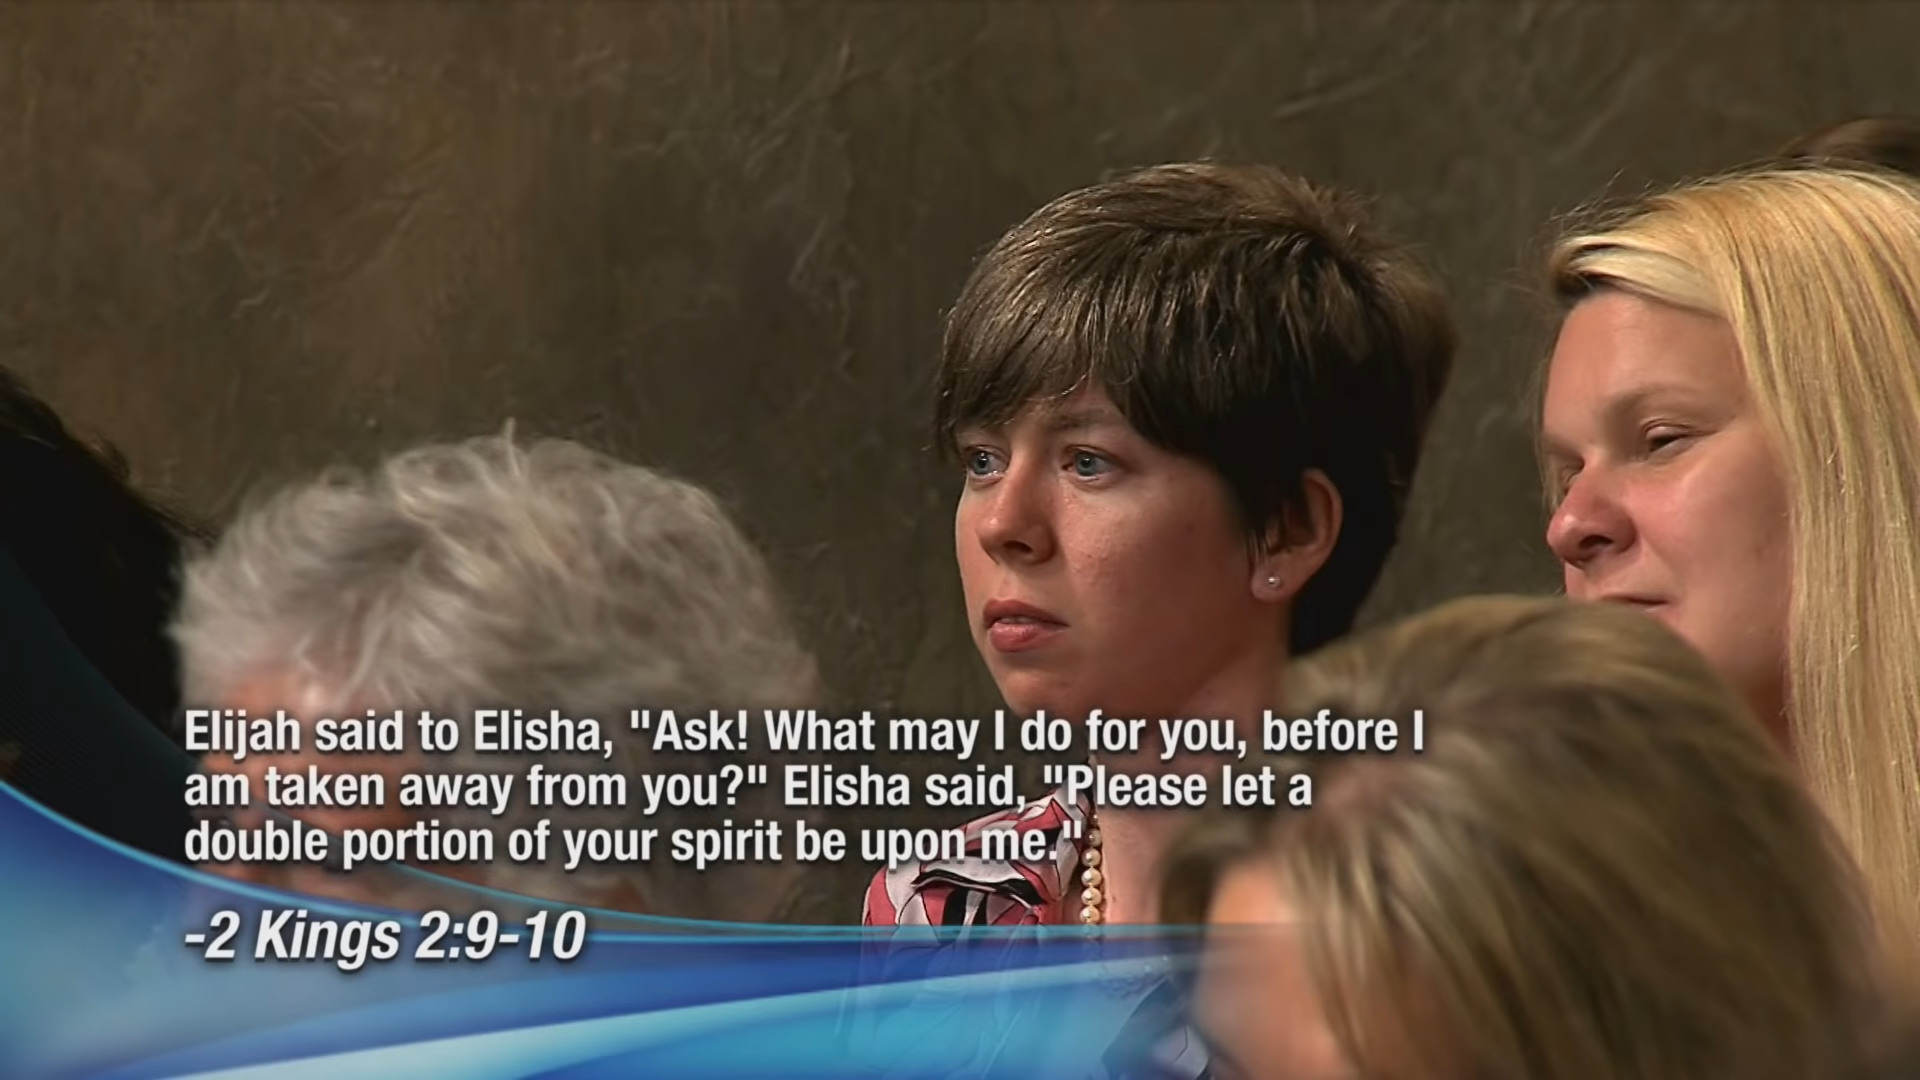 Elijah said to Elisha, "Ask! What may I do for you, before I
am taken away from you?" Elisha said, "Please let a
double portion of your spirit be upon me."
-2 Kings 2:9-10